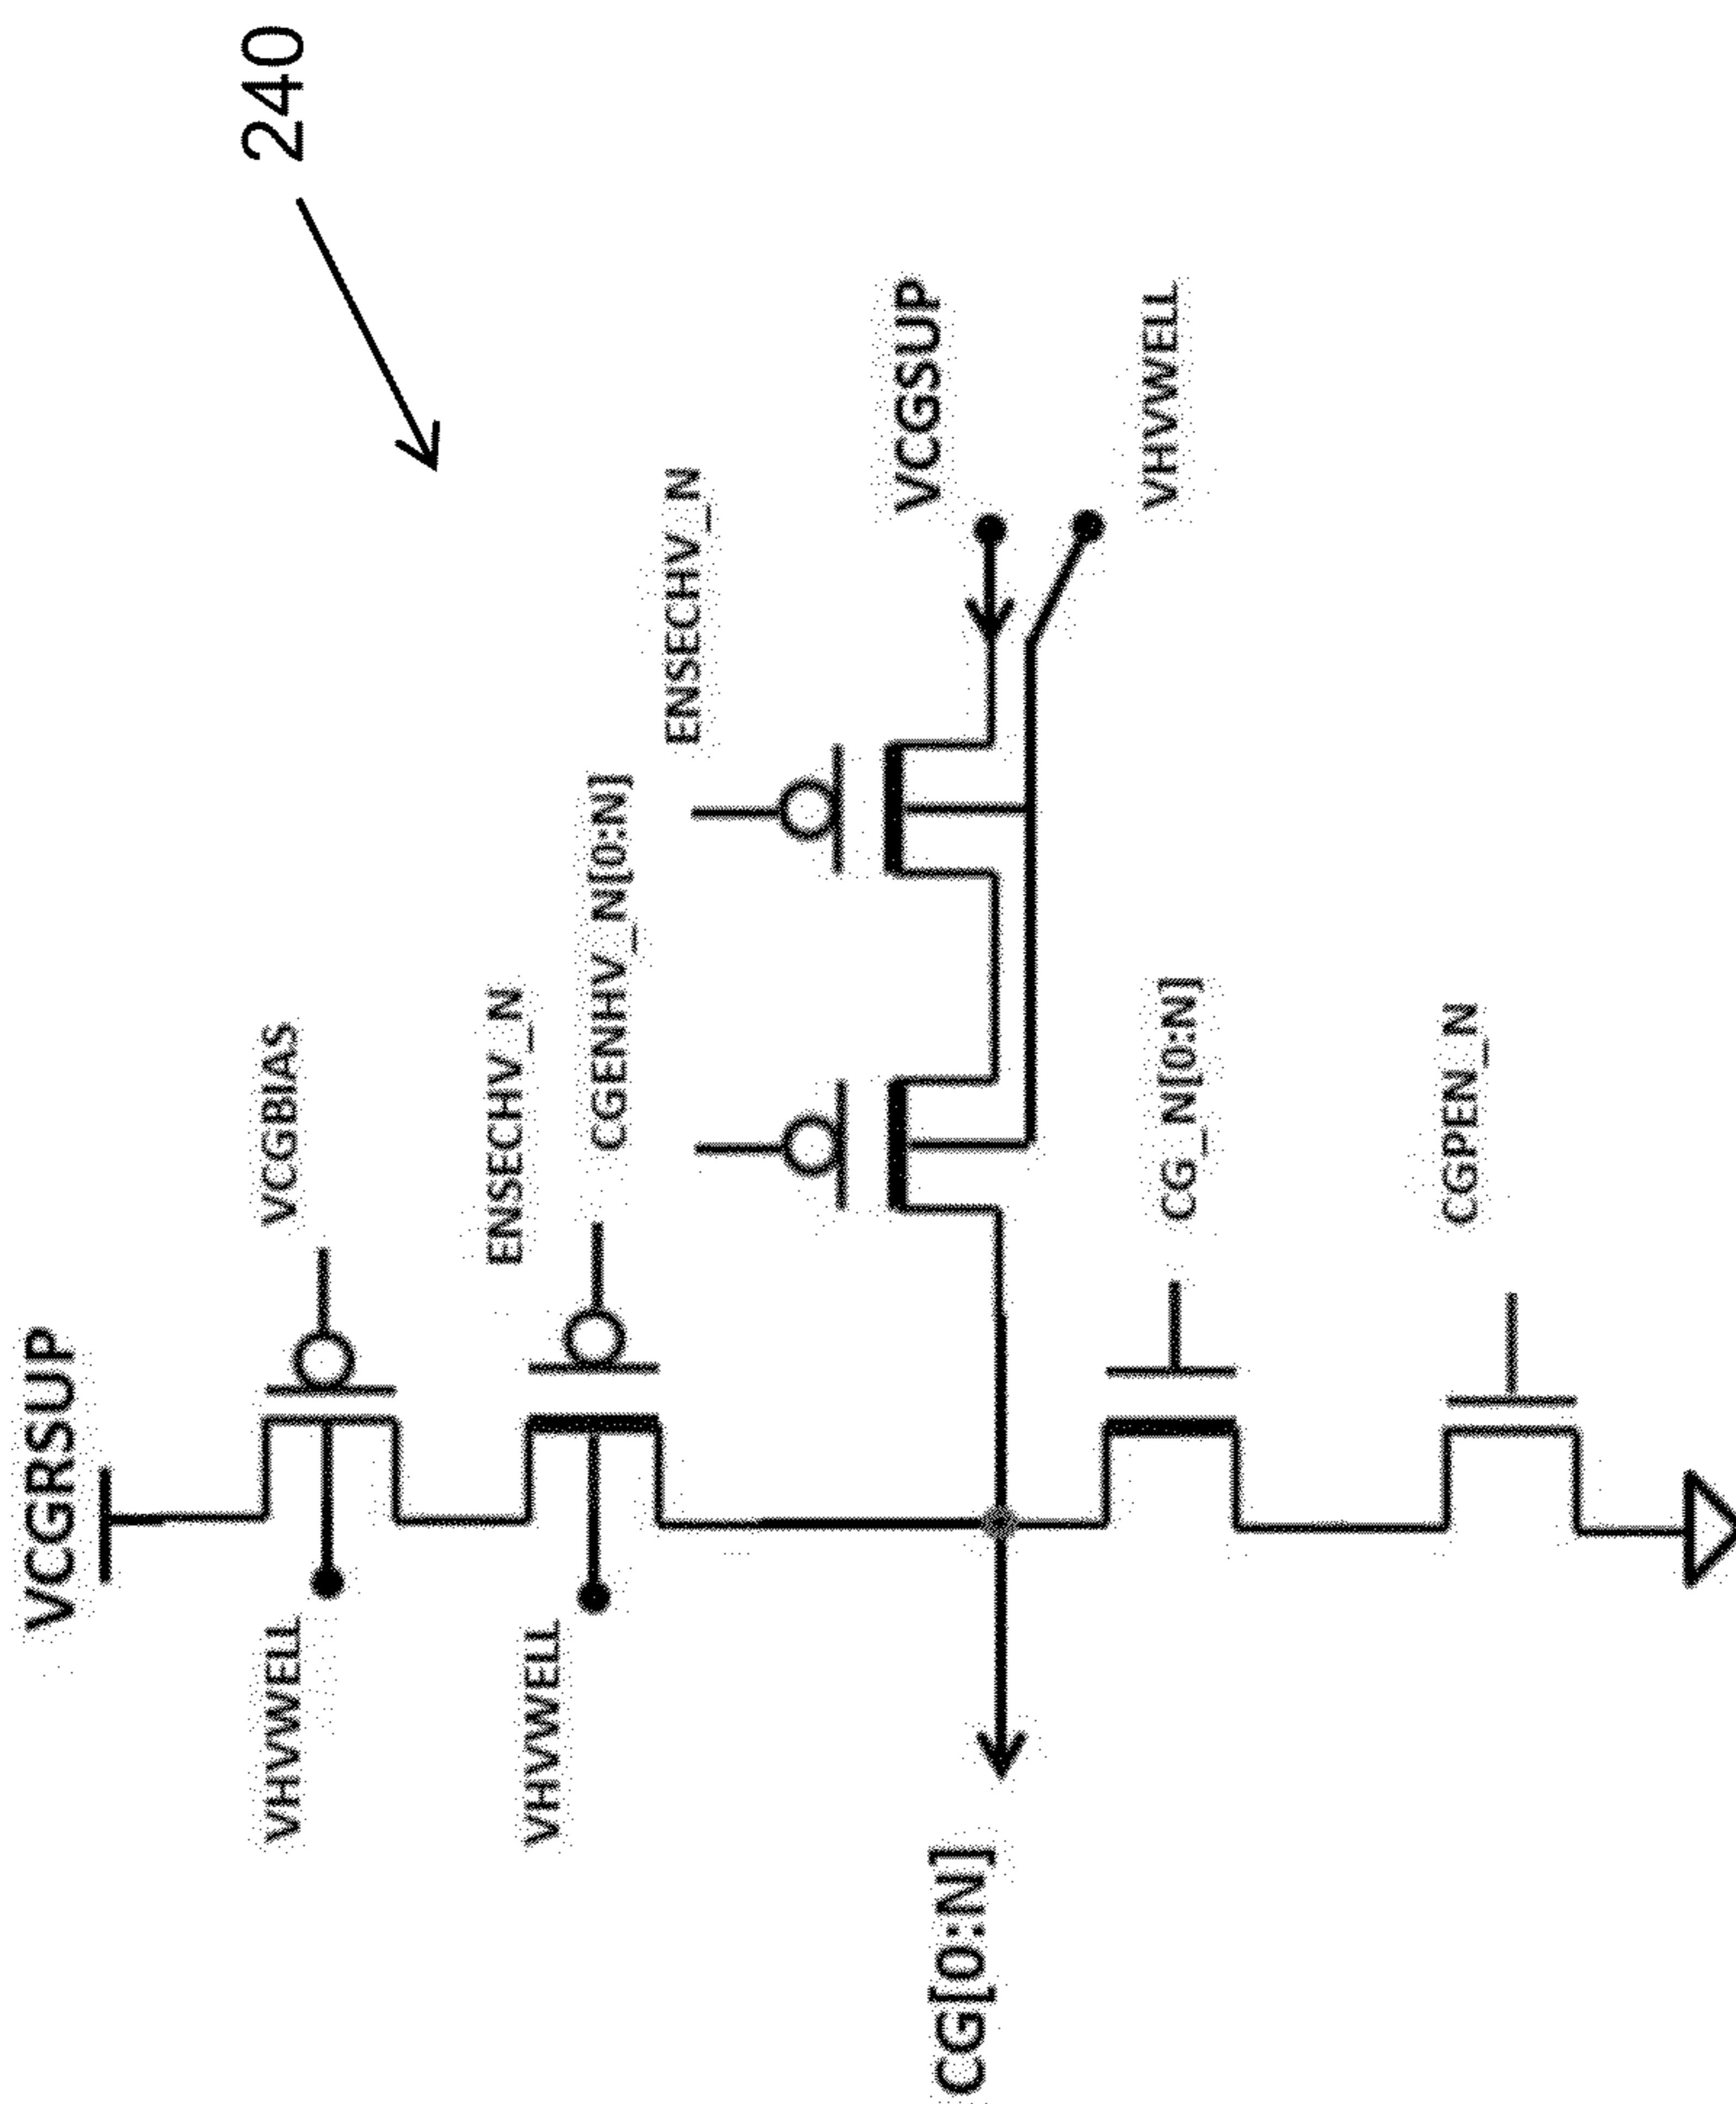 240
VCGRSUP
VCGBIAS
VHVWELL
ENSECHV_N
VHVWELL
CGENHV_N[0:N]
ENSECHV_N
VCGSUP
VHVWELL
CG[0:N]
CG_N[0:N]
CGPEN_N